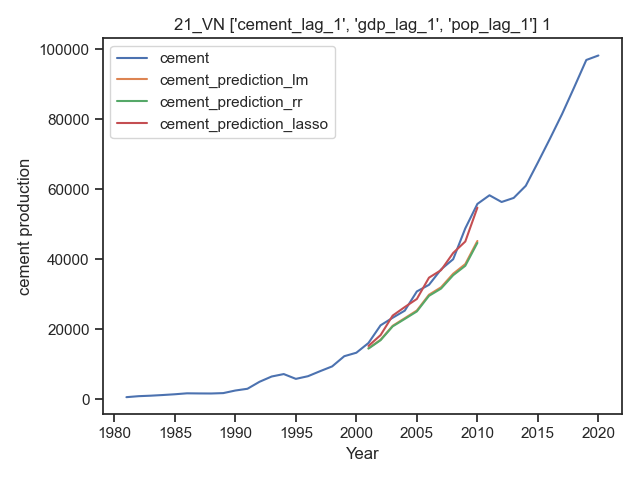 21_VN ['cement_lag_1', 'gdp_lag_1', 'pop_lag_1'] 1
cement
cement_prediction_lm
cement_prediction_rr
cement_prediction_lasso
cement production
100000
80000
60000
40000
20000
0
1980 1985 1990 1995 2000 2005 2010 2015 2020
Year